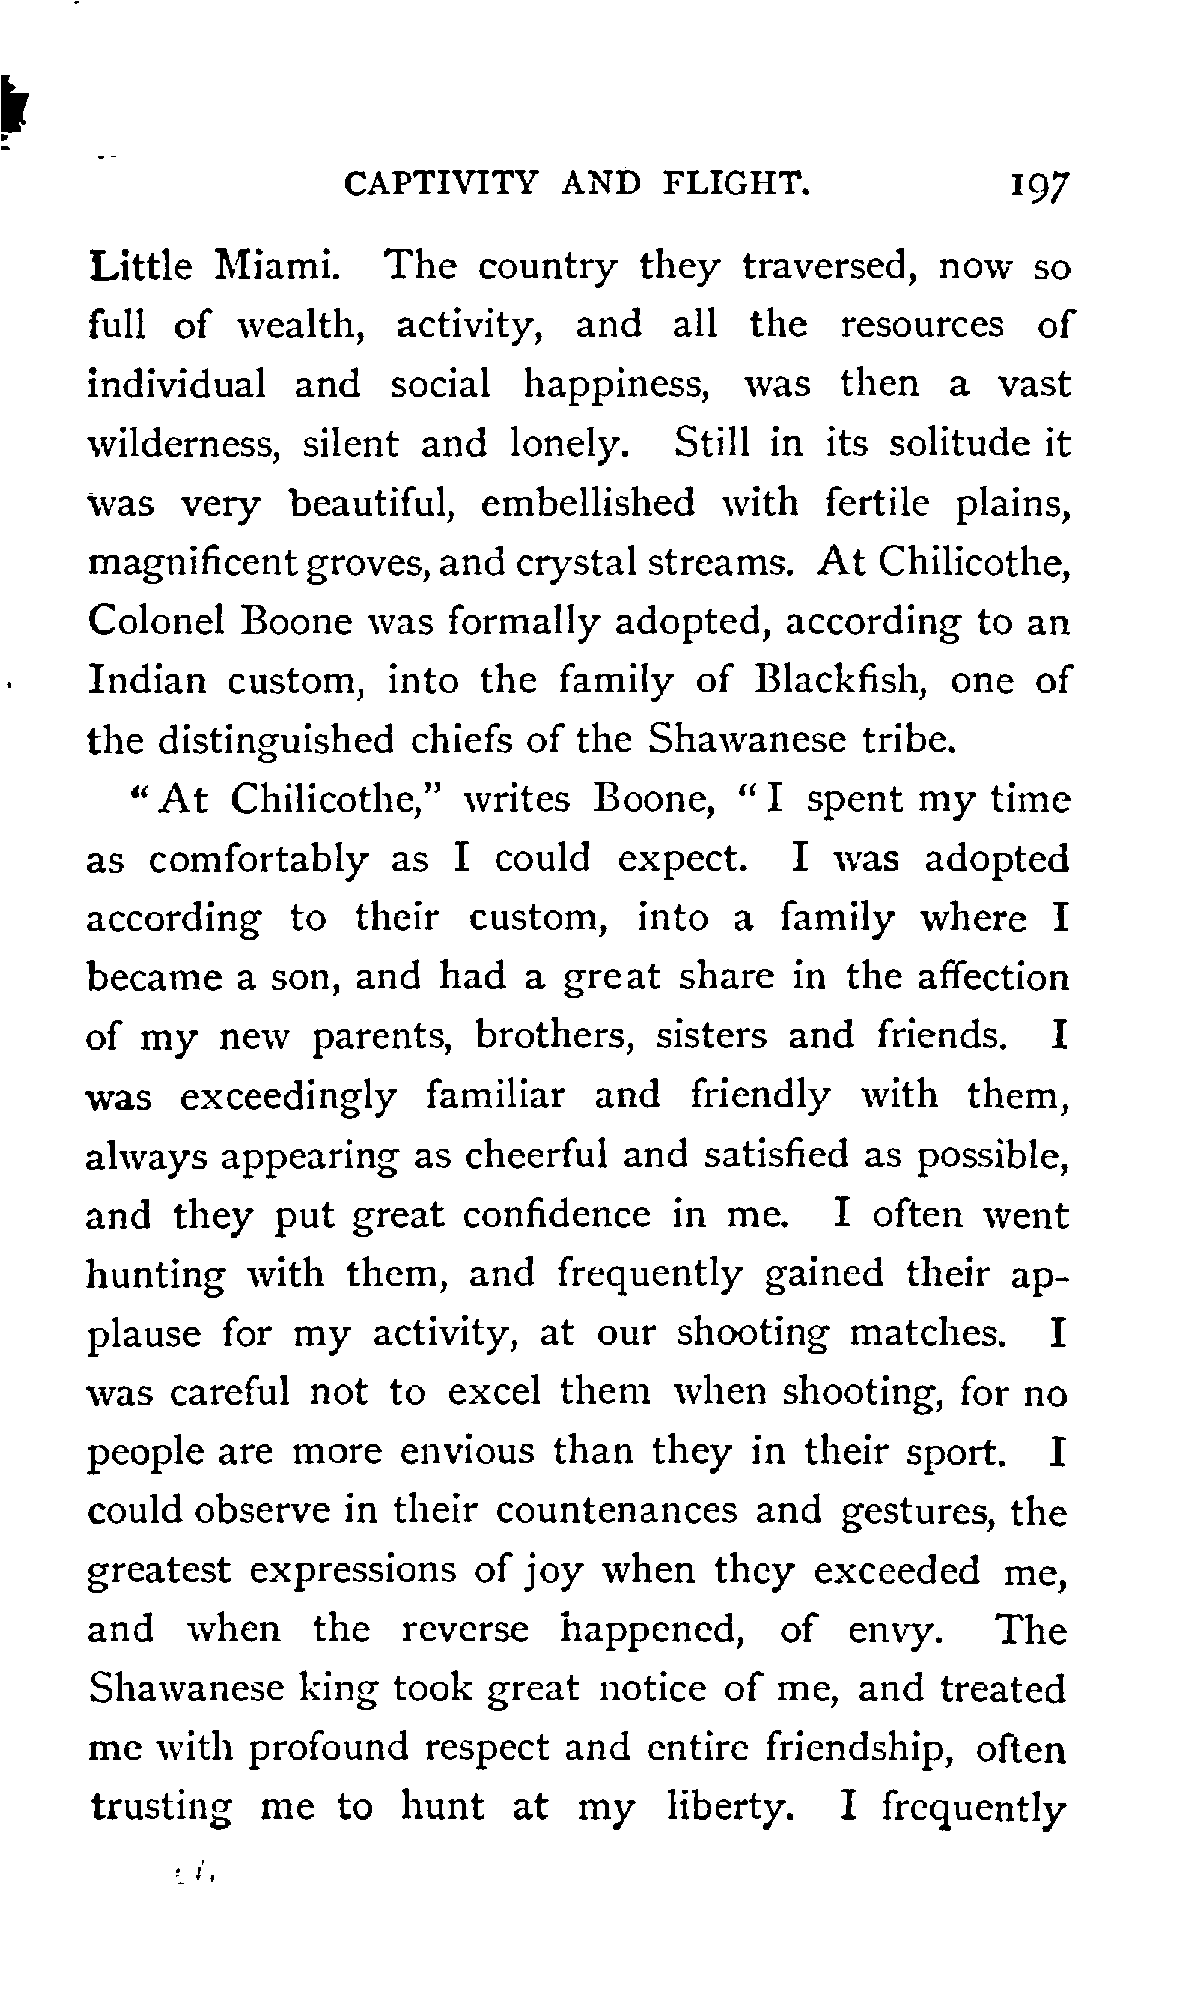 CAPTIVITY AND FLIGHT. 197
Little Miami. The country they traversed, now so
full of wealth, activity, and all the resources of
individual and social happiness, was then a vast
wilderness, silent and lonely. Still in its solitude it
was very beautiful, embellished with fertile plains,
magnificent groves, and crystal streams. At Chilicothe,
Colonel Boone was formally adopted, according to an
Indian custom, into the family of Blackfish, one of
the distinguished chiefs of the Shawanese tribe.
“At Chilicothe,” writes Boone, “I spent my time
as comfortably as I could expect. I was adopted
according to their custom, into a family where I
became a son, and had a great share in the affection
of my new parents, brothers, sisters and friends. I
was exceedingly familiar and friendly with them,
always appearing as cheerful and satisfied as possible,
and they put great confidence in me. I often went
hunting with them, and frequently gained their ap-
plause for my activity, at our shooting matches. I
was careful not to excel them when shooting, for no
people are more envious than they in their sport. I
could observe in their countenances and gestures, the
greatest expressions of joy when they exceeded me,
and when the reverse happened, of envy. The
Shawanese king took great notice of me, and treated
me with profound respect and entire friendship, often
trusting me to hunt at my liberty. I frequently